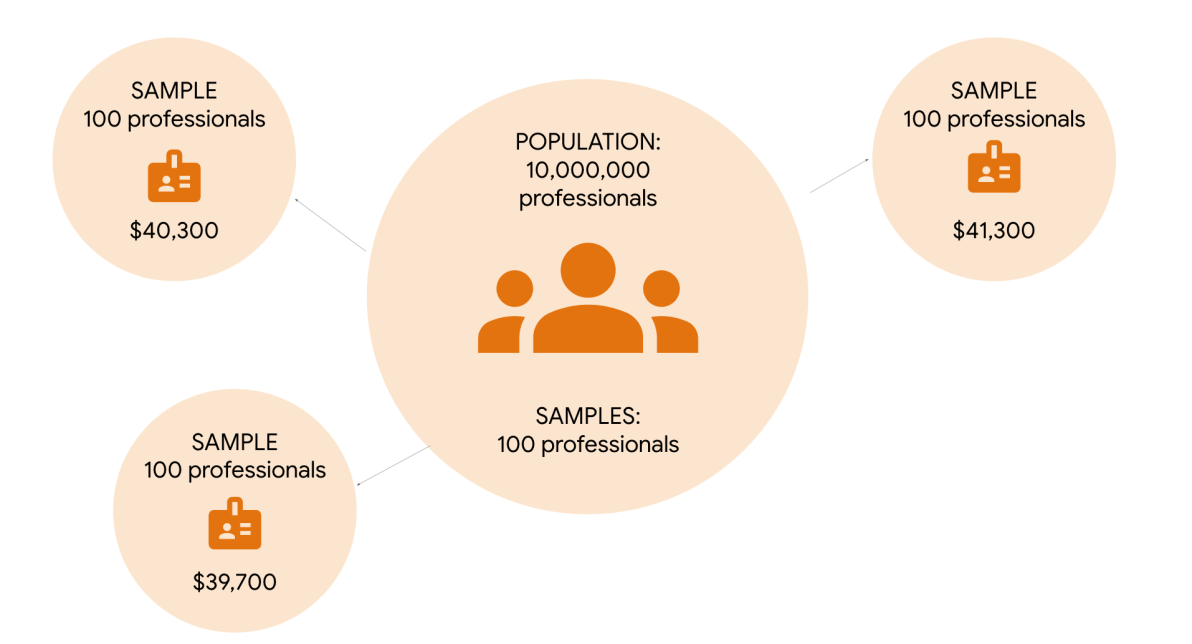 SAMPLE
100 professionals
$40,300
POPULATION:
10,000,000
professionals
SAMPLES:
100 professionals
SAMPLE
100 professionals
$41,300
SAMPLE
100 professionals
$39,700